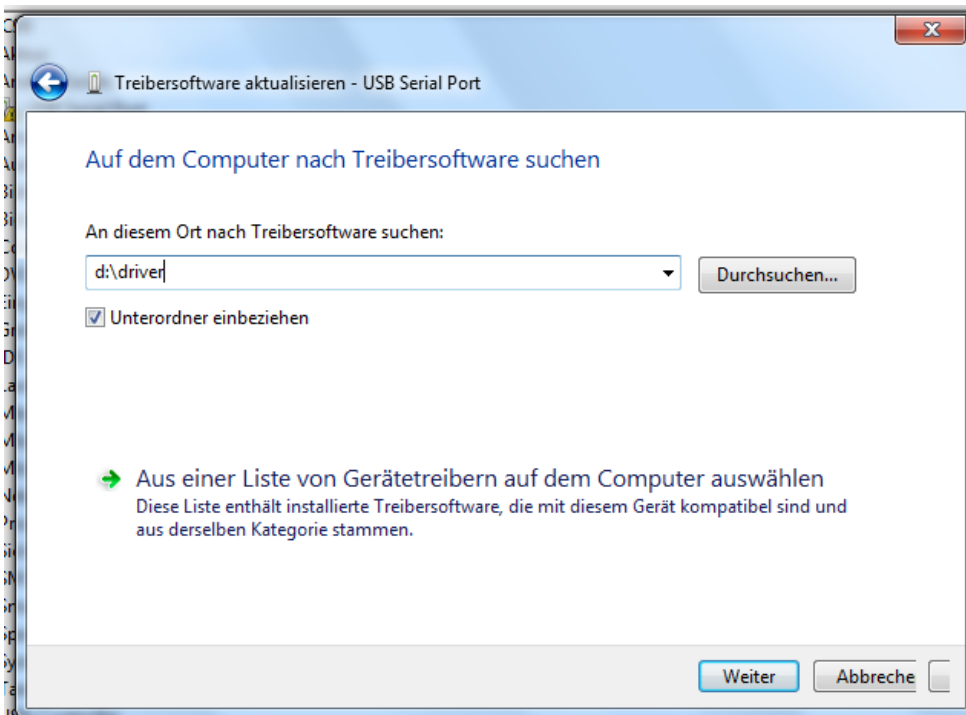 Treibersoftware aktualisieren - USB Serial Port
Auf dem Computer nach Treibersoftware suchen
An diesem Ort nach Treibersoftware suchen:
d:\driver
Durchsuchen...
Unterordner einbeziehen
Aus einer Liste von Gerätetreibern auf dem Computer auswählen
Diese Liste enthält installierte Treibersoftware, die mit diesem Gerät kompatibel sind und
aus derselben Kategorie stammen.
Weiter
Abbreche